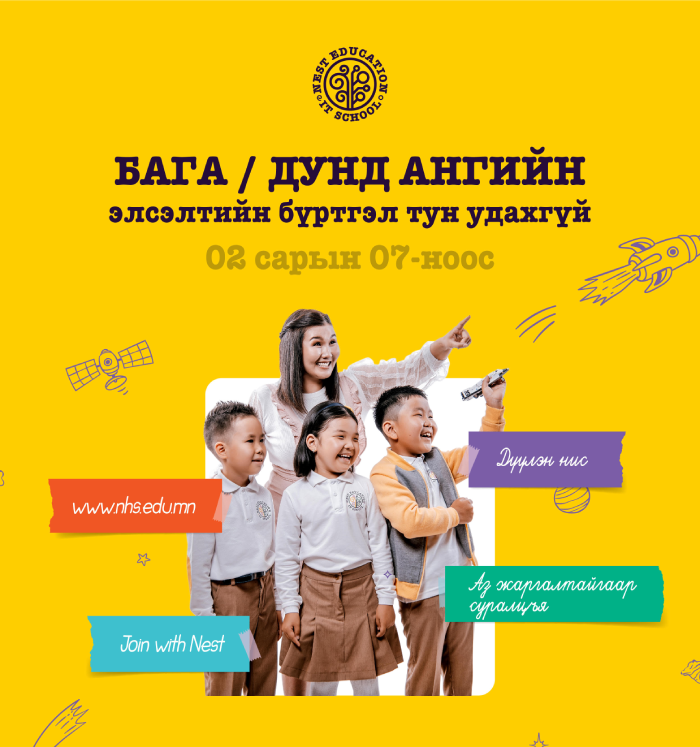 NEST EDUCATION
IT SCHOOL
БАГА / ДУНД АНГИЙН
элсэлтийн бүртгэл тун удахгүй
02 сарын 07-ноос
Дүүлэн нис
www.nhs.edu.mn
Аз жаргалтайгаар
суралцъя
Join with Nest